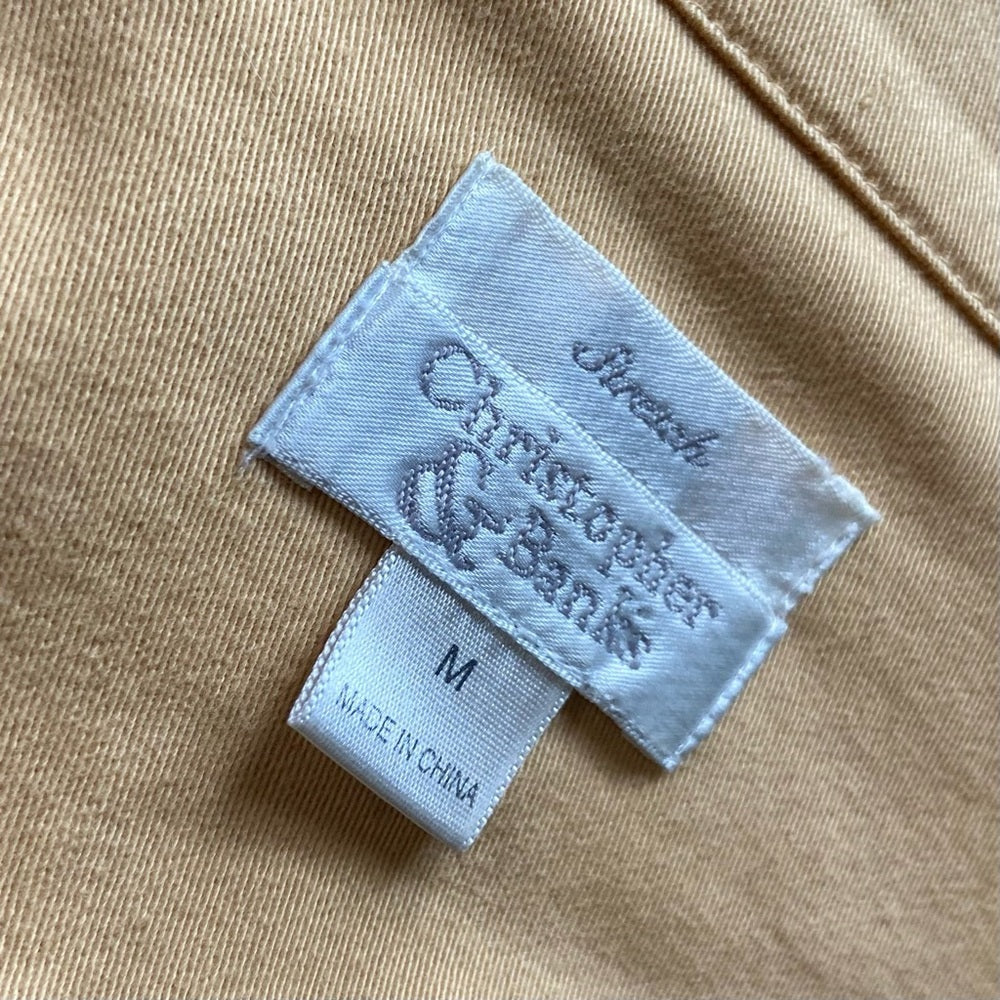 Stretch
Christopher
& Banks
M
MADE IN CHINA